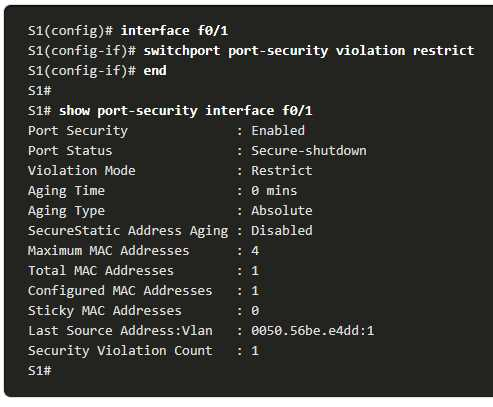 S1(config)# interface f0/1
S1(config-if)# switchport port-security violation restrict
S1(config-if)# end
S1#
S1# show port-security interface f0/1
Port Security              : Enabled
Port Status                : Secure-shutdown
Violation Mode             : Restrict
Aging Time                 : 0 mins
Aging Type                 : Absolute
SecureStatic Address Aging : Disabled
Maximum MAC Addresses      : 4
Total MAC Addresses        : 1
Configured MAC Addresses   : 1
Sticky MAC Addresses       : 0
Last Source Address:Vlan   : 0050.56be.e4dd:1
Security Violation Count   : 1
S1#